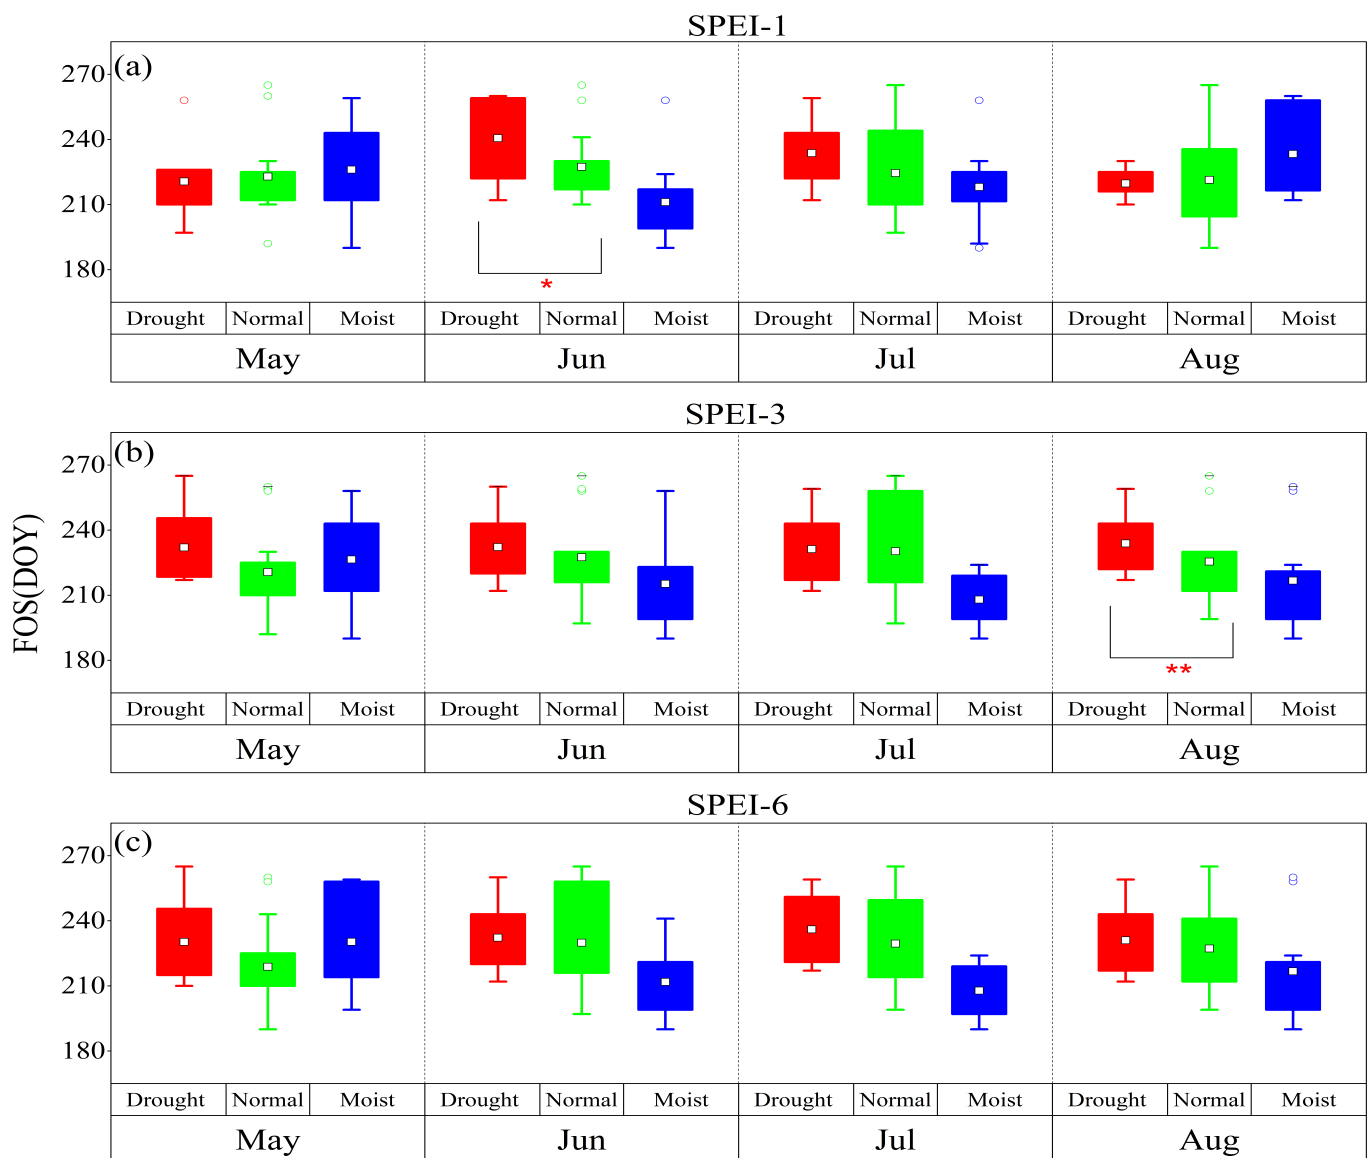 SPEI-1
(a)
270
240
210
180
*
Drought Normal Moist Drought Normal Moist Drought Normal Moist Drought Normal Moist
May Jun Jul Aug
SPEI-3
(b)
270
240
210
180
**
FOS(DOY)
Drought Normal Moist Drought Normal Moist Drought Normal Moist Drought Normal Moist
May Jun Jul Aug
SPEI-6
(c)
270
240
210
180
Drought Normal Moist Drought Normal Moist Drought Normal Moist Drought Normal Moist
May Jun Jul Aug